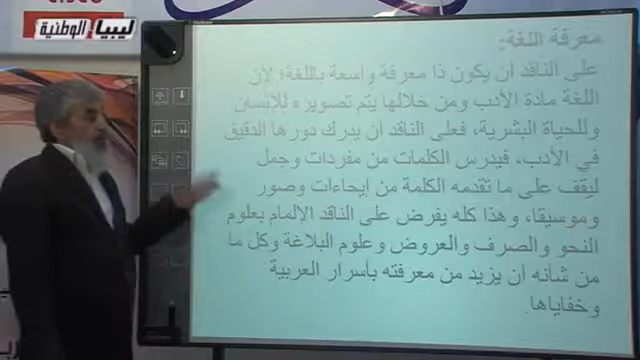 ليبيا الوطنية
معرفة اللغة:
على الناقد أن يكون ذا معرفة واسعة باللغة؛ لأن
اللغة مادة الأدب ومن خلالها يتم تصويره للإنسان
وللحياة البشرية، فعلى الناقد أن يدرك دورها الدقيق
في الأدب، فيدرس الكلمات من مفردات وجمل
ليقف على ما تقدمه الكلمة من ايحاءات وصور
وموسيقا، وهذا كله يفرض على الناقد الالمام بعلوم
النحو والصرف والعروض وعلوم البلاغة وكل ما
من شأنه أن يزيد من معرفته بأسرار العربية
وخفاياها.